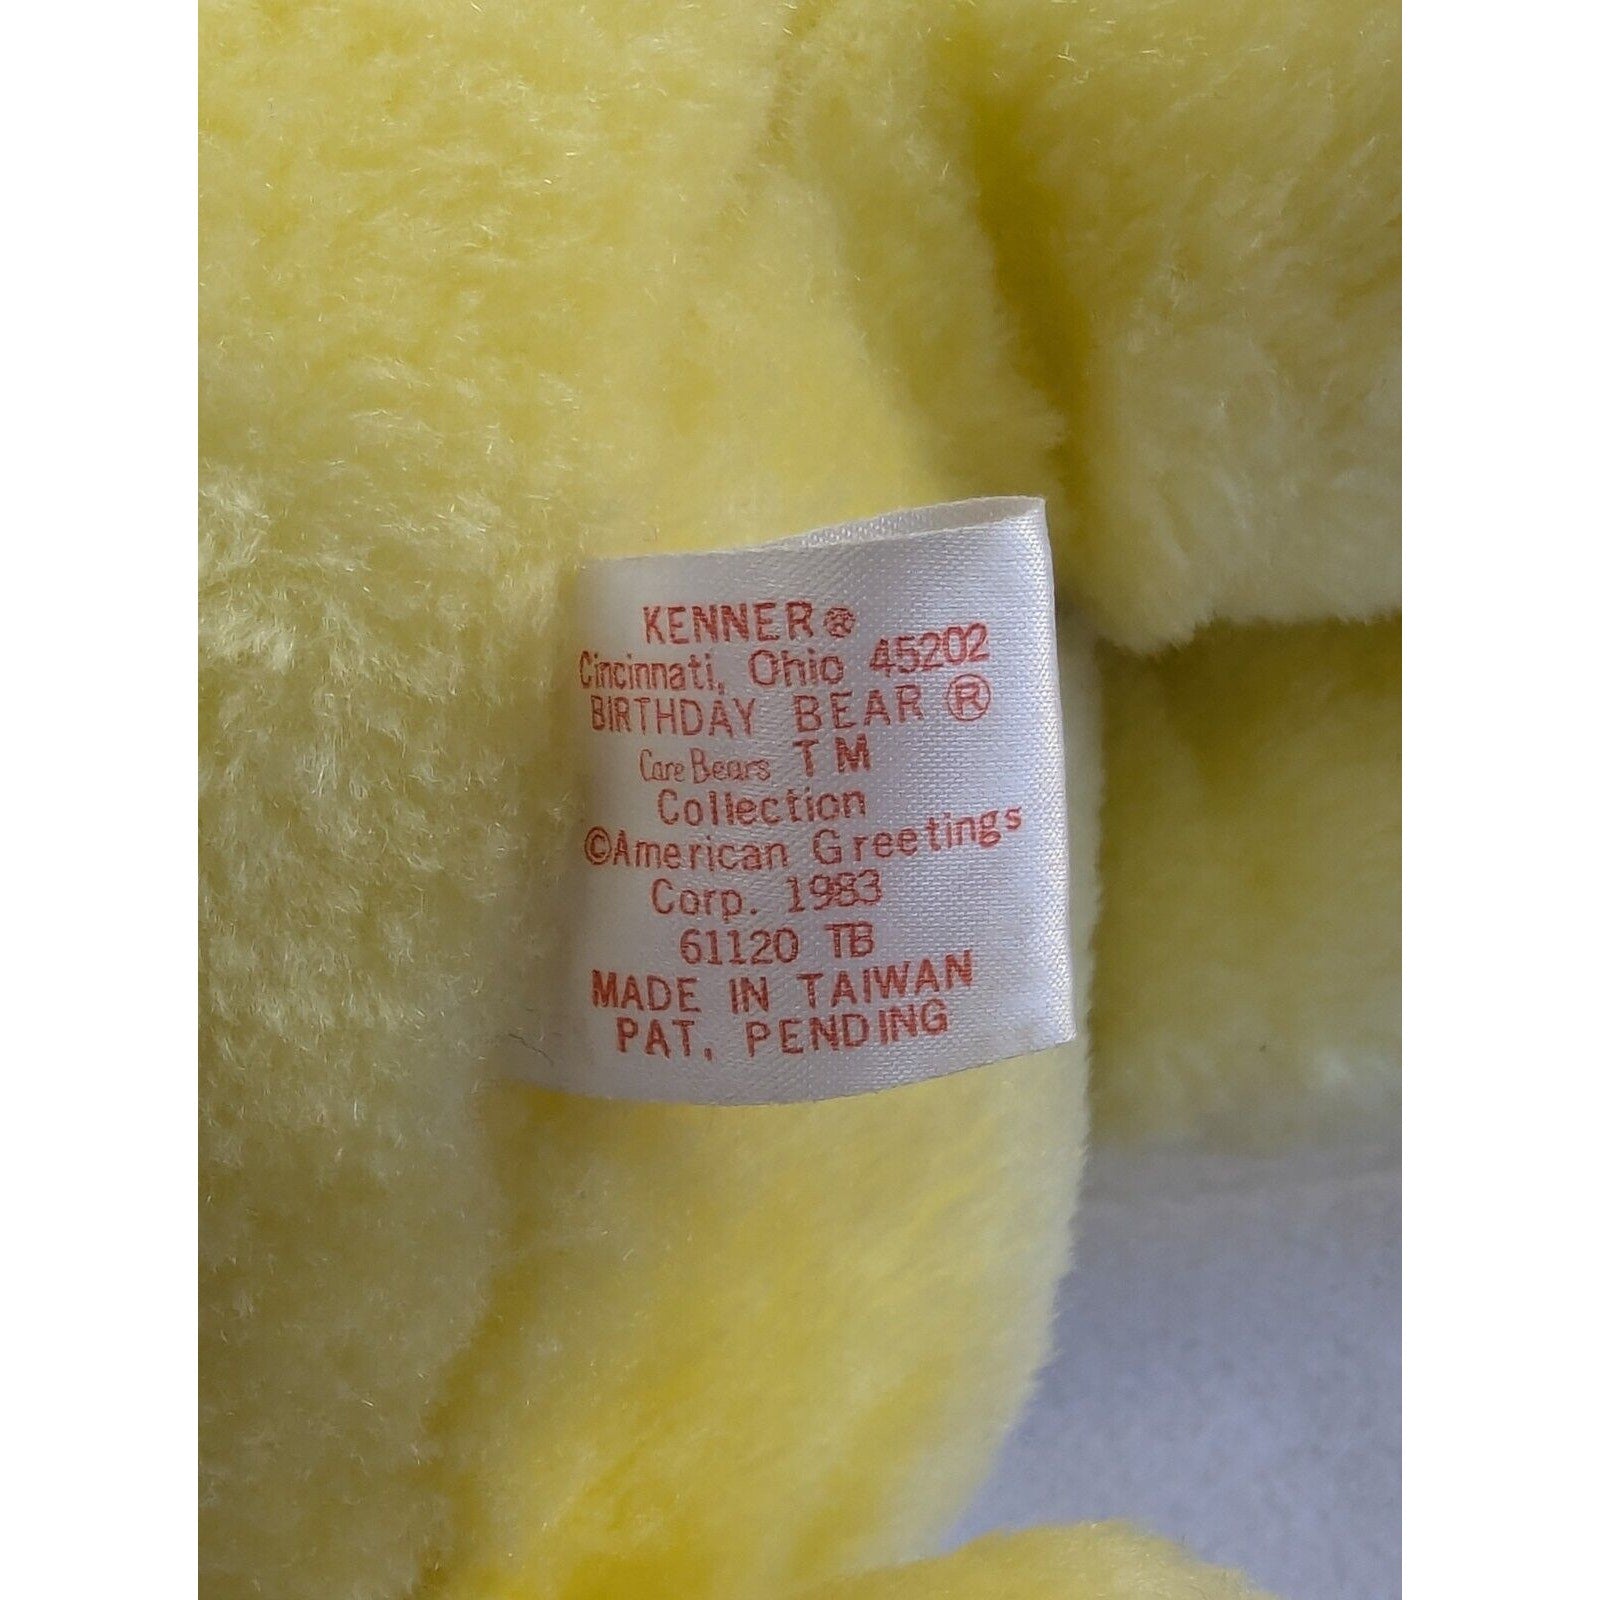 KENNER®
Cincinnati, Ohio 45202
BIRTHDAY BEAR ®
Care Bears TM
Collection
©American Greetings
Corp. 1983
61120 TB
MADE IN TAIWAN
PAT. PENDING